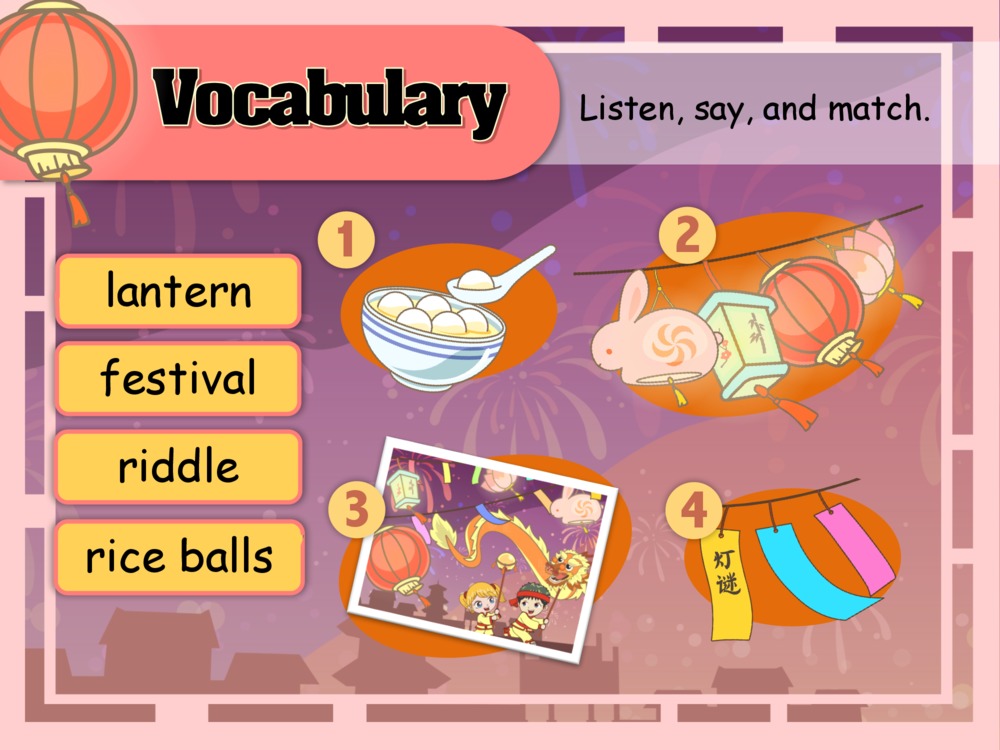 Vocabulary
Listen, say, and match.
lantern
festival
riddle
rice balls
1
2
3
4
灯
谜